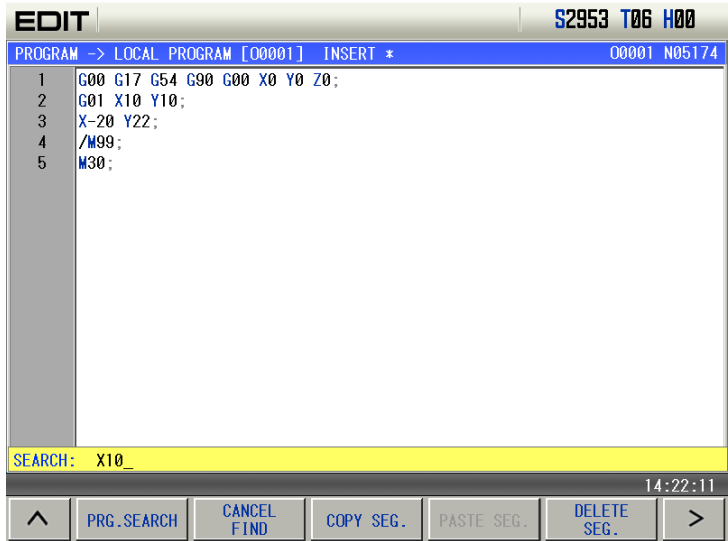 EDIT S2953 T06 H00
PROGRAM -> LOCAL PROGRAM [O0001] INSERT * O0001 N05174
1 G00 G17 G54 G90 G00 X0 Y0 Z0;
2 G01 X10 Y10;
3 X-20 Y22;
4 /M99;
5 M30;
SEARCH: X10_
14:22:11
^ PRG.SEARCH CANCEL FIND COPY SEG. PASTE SEG. DELETE SEG. >